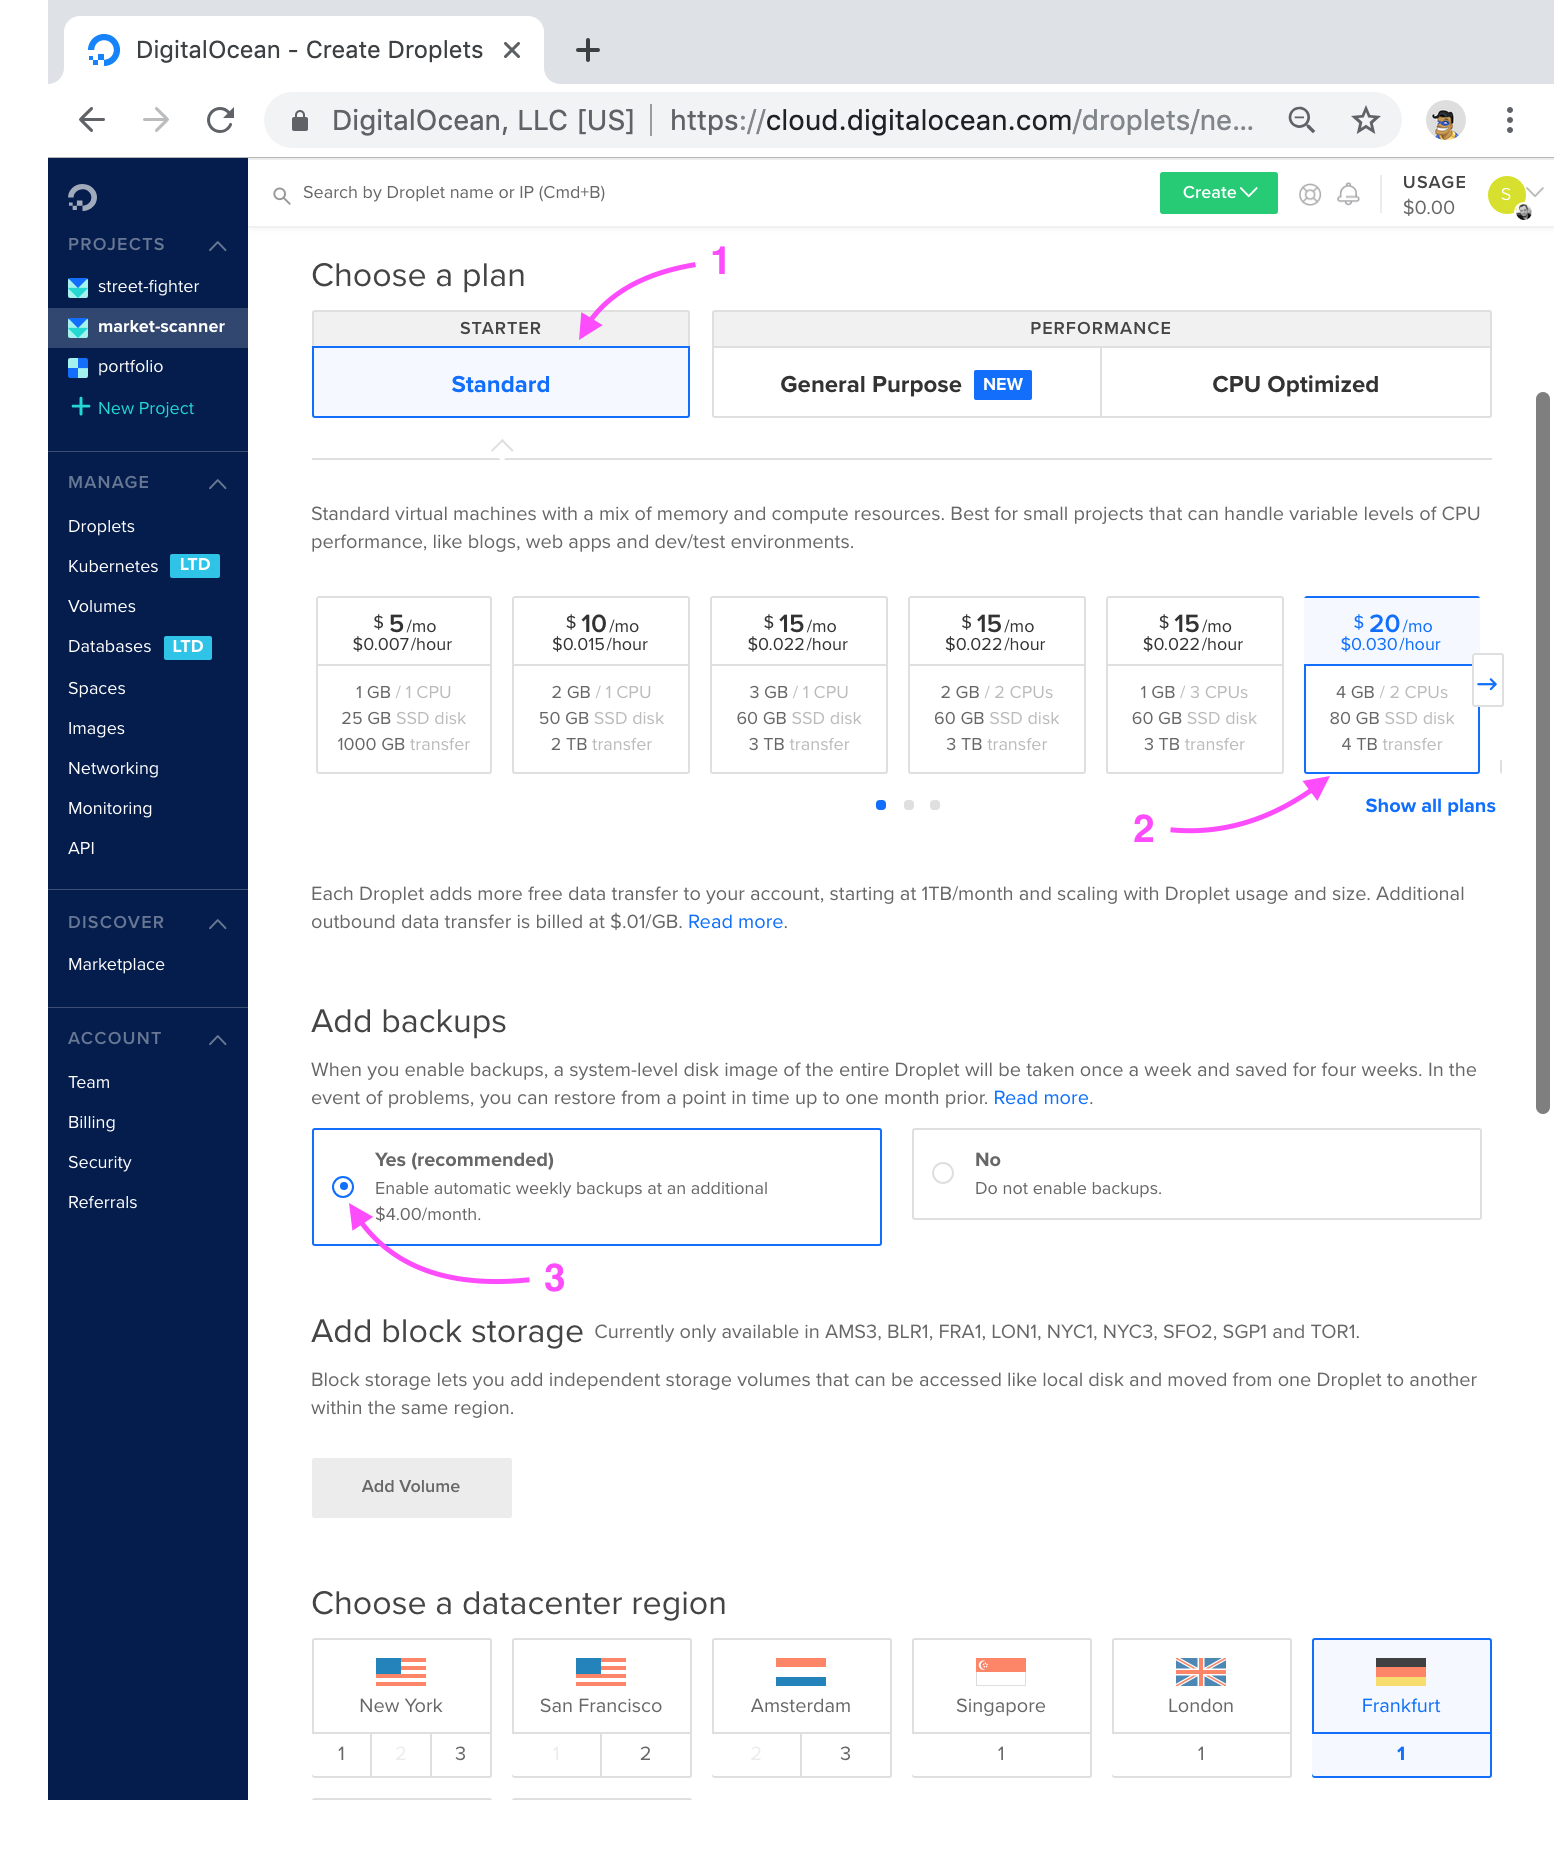 DigitalOcean - Create Droplets
DigitalOcean, LLC [US] | https://cloud.digitalocean.com/droplets/ne...
Search by Droplet name or IP (Cmd+B)
Create
USAGE
$0.00
S
PROJECTS
street-fighter
market-scanner
portfolio
+ New Project
MANAGE
Droplets
Kubernetes LTD
Volumes
Databases LTD
Spaces
Images
Networking
Monitoring
API
DISCOVER
Marketplace
ACCOUNT
Team
Billing
Security
Referrals
Choose a plan
1
STARTER
PERFORMANCE
Standard
General Purpose NEW
CPU Optimized
Standard virtual machines with a mix of memory and compute resources. Best for small projects that can handle variable levels of CPU
performance, like blogs, web apps and dev/test environments.
$ 5 /mo
$0.007/hour
1 GB / 1 CPU
25 GB SSD disk
1000 GB transfer
$ 10 /mo
$0.015/hour
2 GB / 1 CPU
50 GB SSD disk
2 TB transfer
$ 15 /mo
$0.022/hour
3 GB / 1 CPU
60 GB SSD disk
3 TB transfer
$ 15 /mo
$0.022/hour
2 GB / 2 CPUs
60 GB SSD disk
3 TB transfer
$ 15 /mo
$0.022/hour
1 GB / 3 CPUs
60 GB SSD disk
3 TB transfer
$ 20 /mo
$0.030/hour
4 GB / 2 CPUs
80 GB SSD disk
4 TB transfer
2
Show all plans
Each Droplet adds more free data transfer to your account, starting at 1TB/month and scaling with Droplet usage and size. Additional
outbound data transfer is billed at $.01/GB. Read more.
Add backups
When you enable backups, a system-level disk image of the entire Droplet will be taken once a week and saved for four weeks. In the
event of problems, you can restore from a point in time up to one month prior. Read more.
Yes (recommended)
Enable automatic weekly backups at an additional
$4.00/month.
No
Do not enable backups.
3
Add block storage Currently only available in AMS3, BLR1, FRA1, LON1, NYC1, NYC3, SFO2, SGP1 and TOR1.
Block storage lets you add independent storage volumes that can be accessed like local disk and moved from one Droplet to another
within the same region.
Add Volume
Choose a datacenter region
New York
1 2 3
San Francisco
1 2
Amsterdam
2 3
Singapore
1
London
1
Frankfurt
1